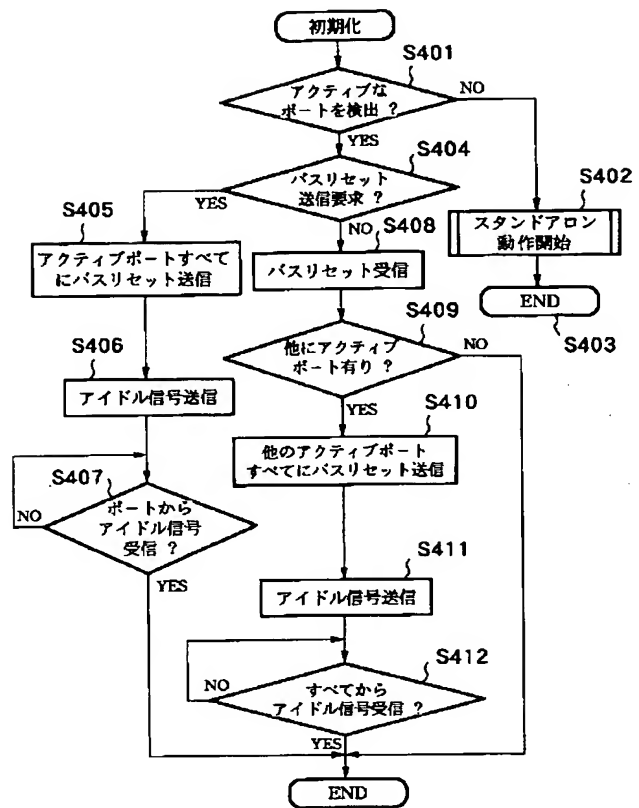 初期化
S401
アクティブな
ポートを検出 ?
NO
YES
S404
バスリセット
送信要求 ?
YES
NO
S402
スタンドアロン
動作開始
END
S403
S405
アクティブポートすべて
にバスリセット送信
S408
バスリセット受信
S409
他にアクティブ
ポート有り ?
NO
YES
S406
アイドル信号送信
S410
他のアクティブポート
すべてにバスリセット送信
S407
ポートから
アイドル信号
受信 ?
NO
YES
S411
アイドル信号送信
S412
すべてから
アイドル信号受信 ?
NO
YES
END